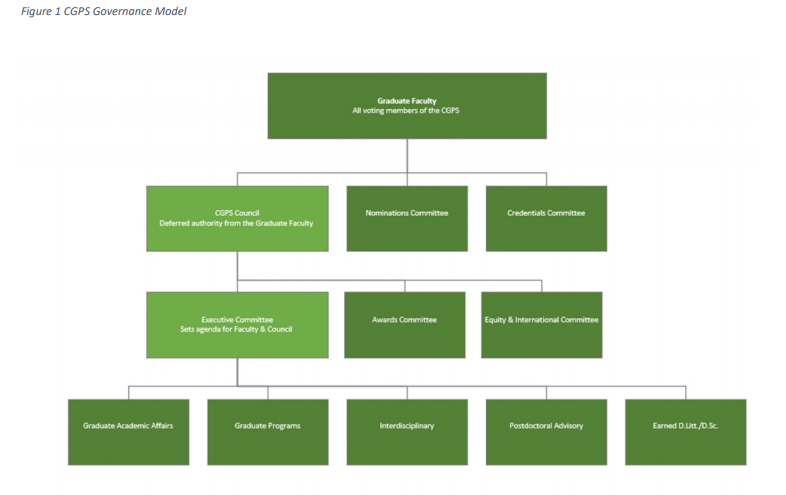 Figure 1 CGPS Governance Model
Graduate Faculty
All voting members of the CGPS
CGPS Council
Deferred authority from the Graduate Faculty
Nominations Committee
Credentials Committee
Executive Committee
Sets agenda for Faculty & Council
Awards Committee
Equity & International Committee
Graduate Academic Affairs
Graduate Programs
Interdisciplinary
Postdoctoral Advisory
Earned D.Litt./D.Sc.